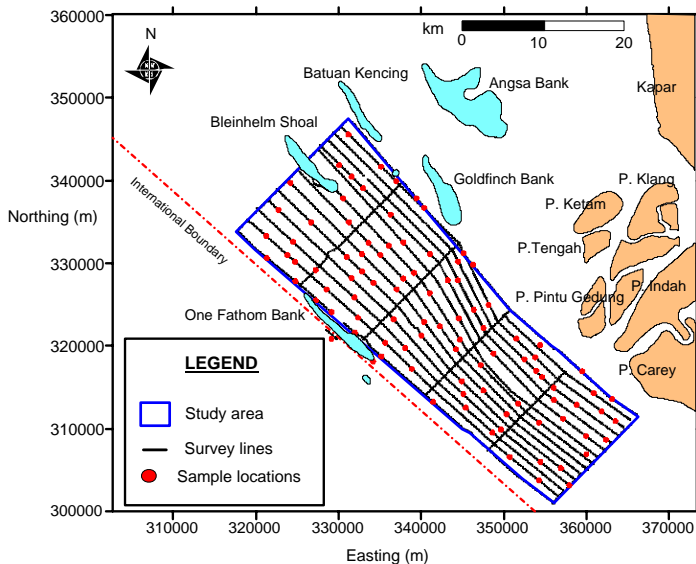 360000
350000
340000
330000
320000
310000
300000
Northing (m)
310000
320000
330000
340000
350000
360000
370000
Easting (m)
N
km
0
10
20
Batuan Kencing
Angsa Bank
Kapar
Bleinhelm Shoal
Goldfinch Bank
P. Klang
P. Ketam
International Boundary
P.Tengah
P. Indah
P. Pintu Gedung
One Fathom Bank
P. Carey
LEGEND
Study area
Survey lines
Sample locations